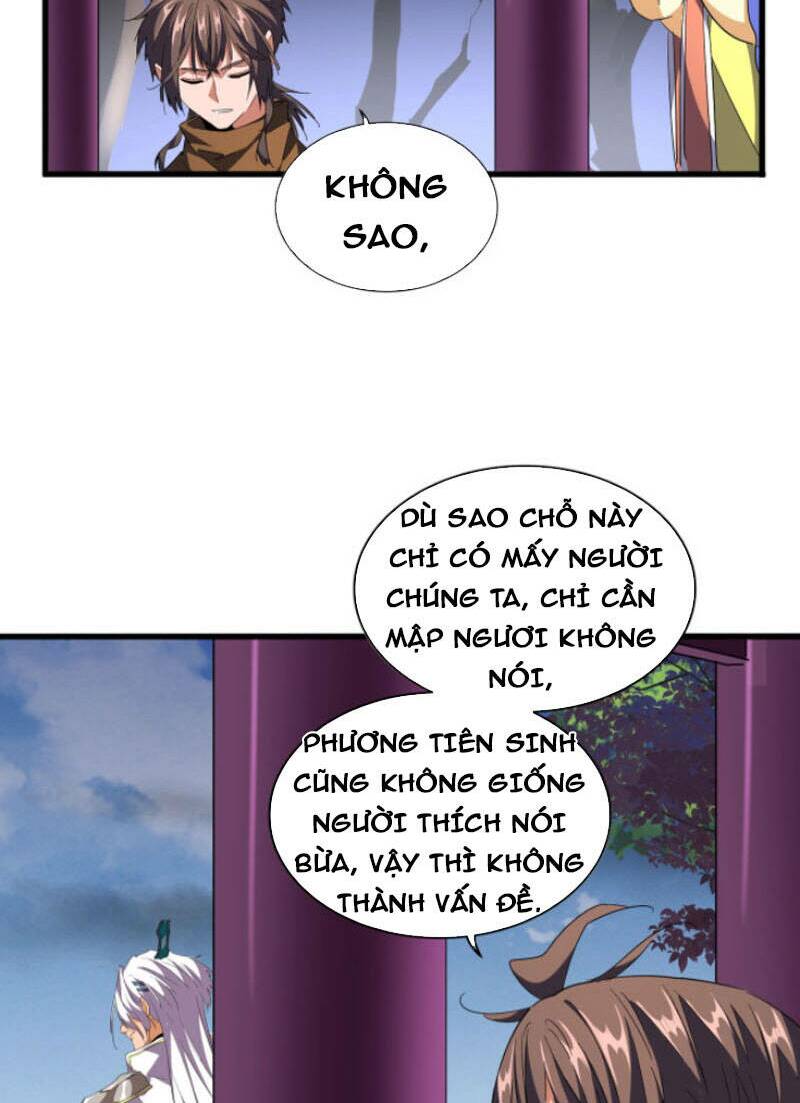 KHÔNG
SAO,
DÙ SAO CHỖ NÀY
CHỈ CÓ MẤY NGƯỜI
CHÚNG TA, CHỈ CẦN
MẬP NGƯƠI KHÔNG
NÓI,
PHƯƠNG TIÊN SINH
CŨNG KHÔNG GIỐNG
NGƯỜI THÍCH NÓI
BỪA, VẬY THÌ KHÔNG
THÀNH VẤN ĐỀ.